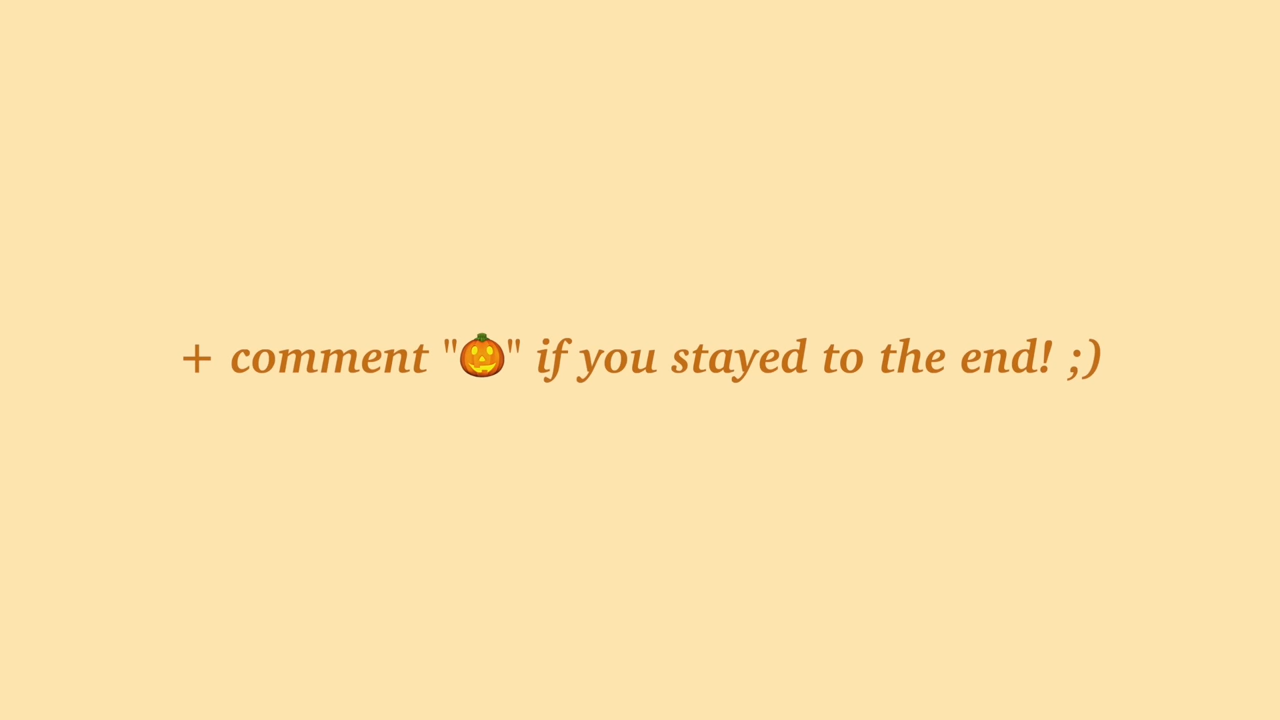 + comment "🎃" if you stayed to the end! ;)